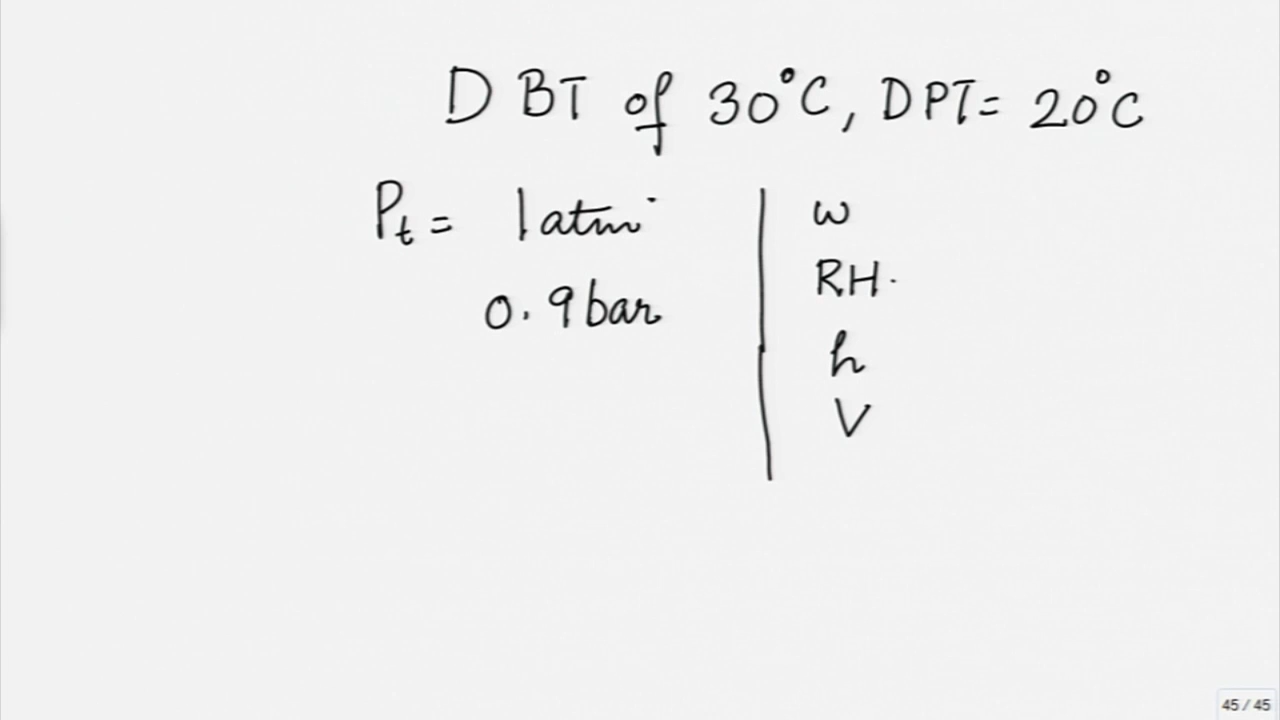 DBT of 30°C, DPT = 20°C
Pt = 1 atm
0.9 bar
w
RH.
h
V
45 / 45